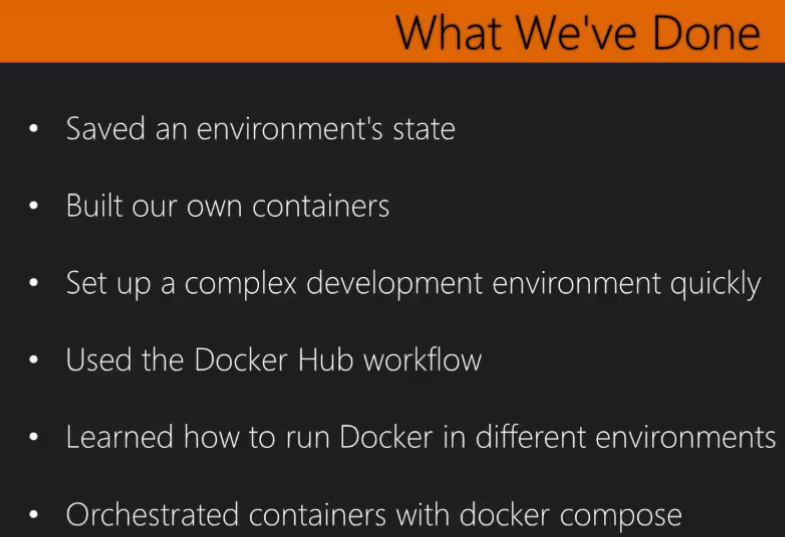 What We've Done
• Saved an environment's state
• Built our own containers
• Set up a complex development environment quickly
• Used the Docker Hub workflow
• Learned how to run Docker in different environments
• Orchestrated containers with docker compose